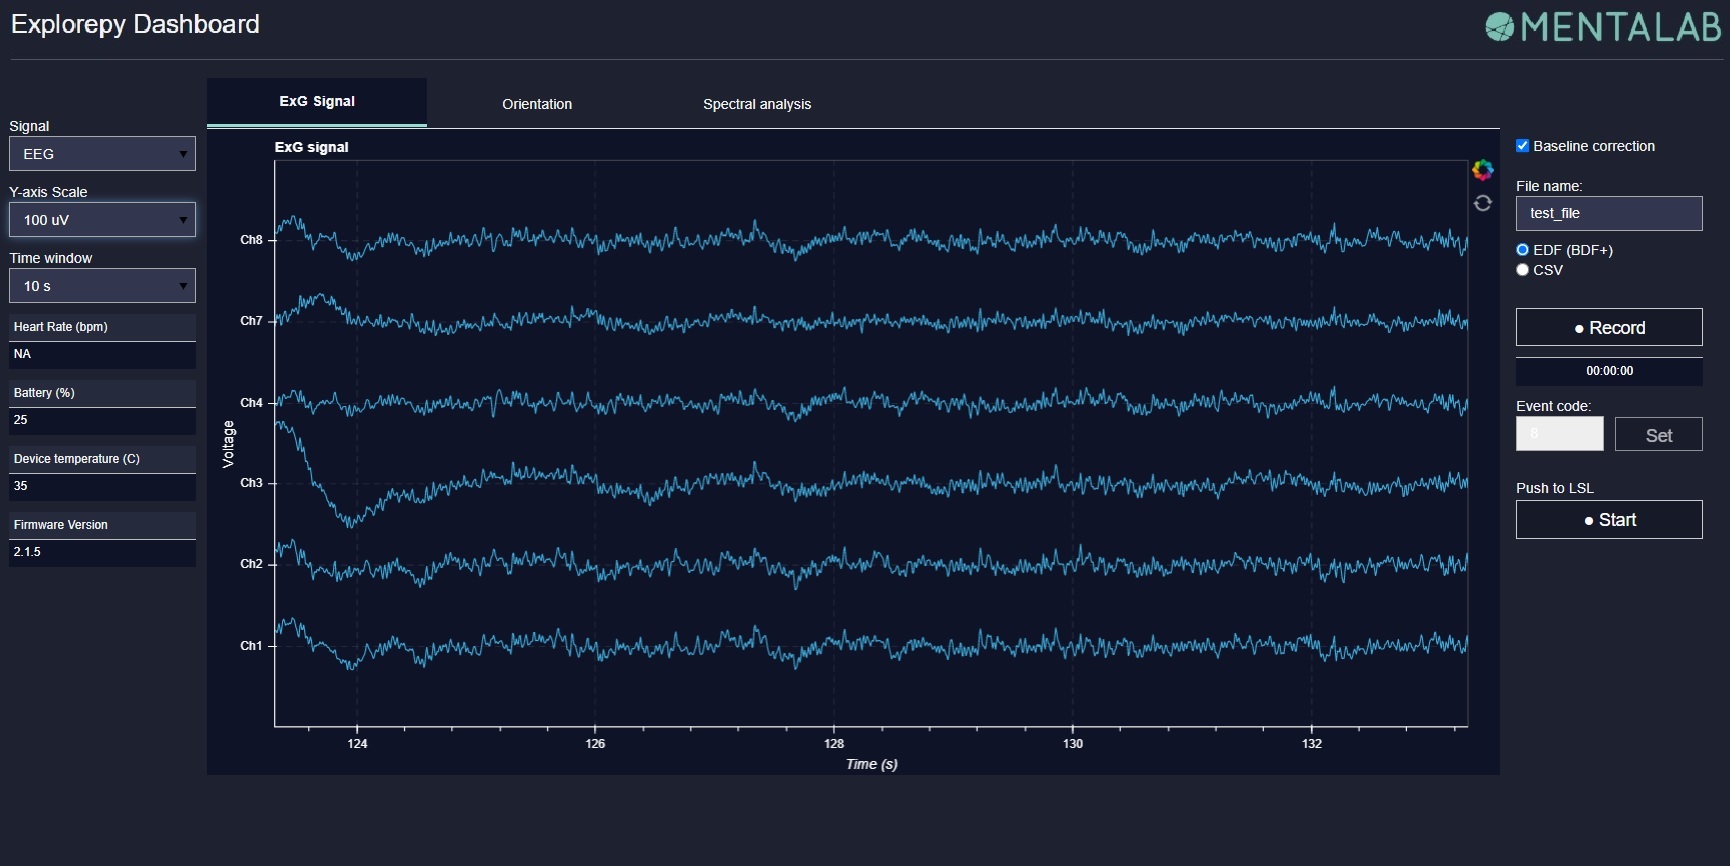 Explorepy Dashboard
MENTALAB
ExG Signal
Orientation
Spectral analysis
Signal
EEG
Y-axis Scale
100 uV
Time window
10 s
Heart Rate (bpm)
NA
Battery (%)
25
Device temperature (C)
35
Firmware Version
2.1.5
ExG signal
Voltage
Ch8
Ch7
Ch4
Ch3
Ch2
Ch1
124 126 128 130 132
Time (s)
Baseline correction
File name:
test_file
EDF (BDF+)
CSV
● Record
00:00:00
Event code:
8 Set
Push to LSL
● Start